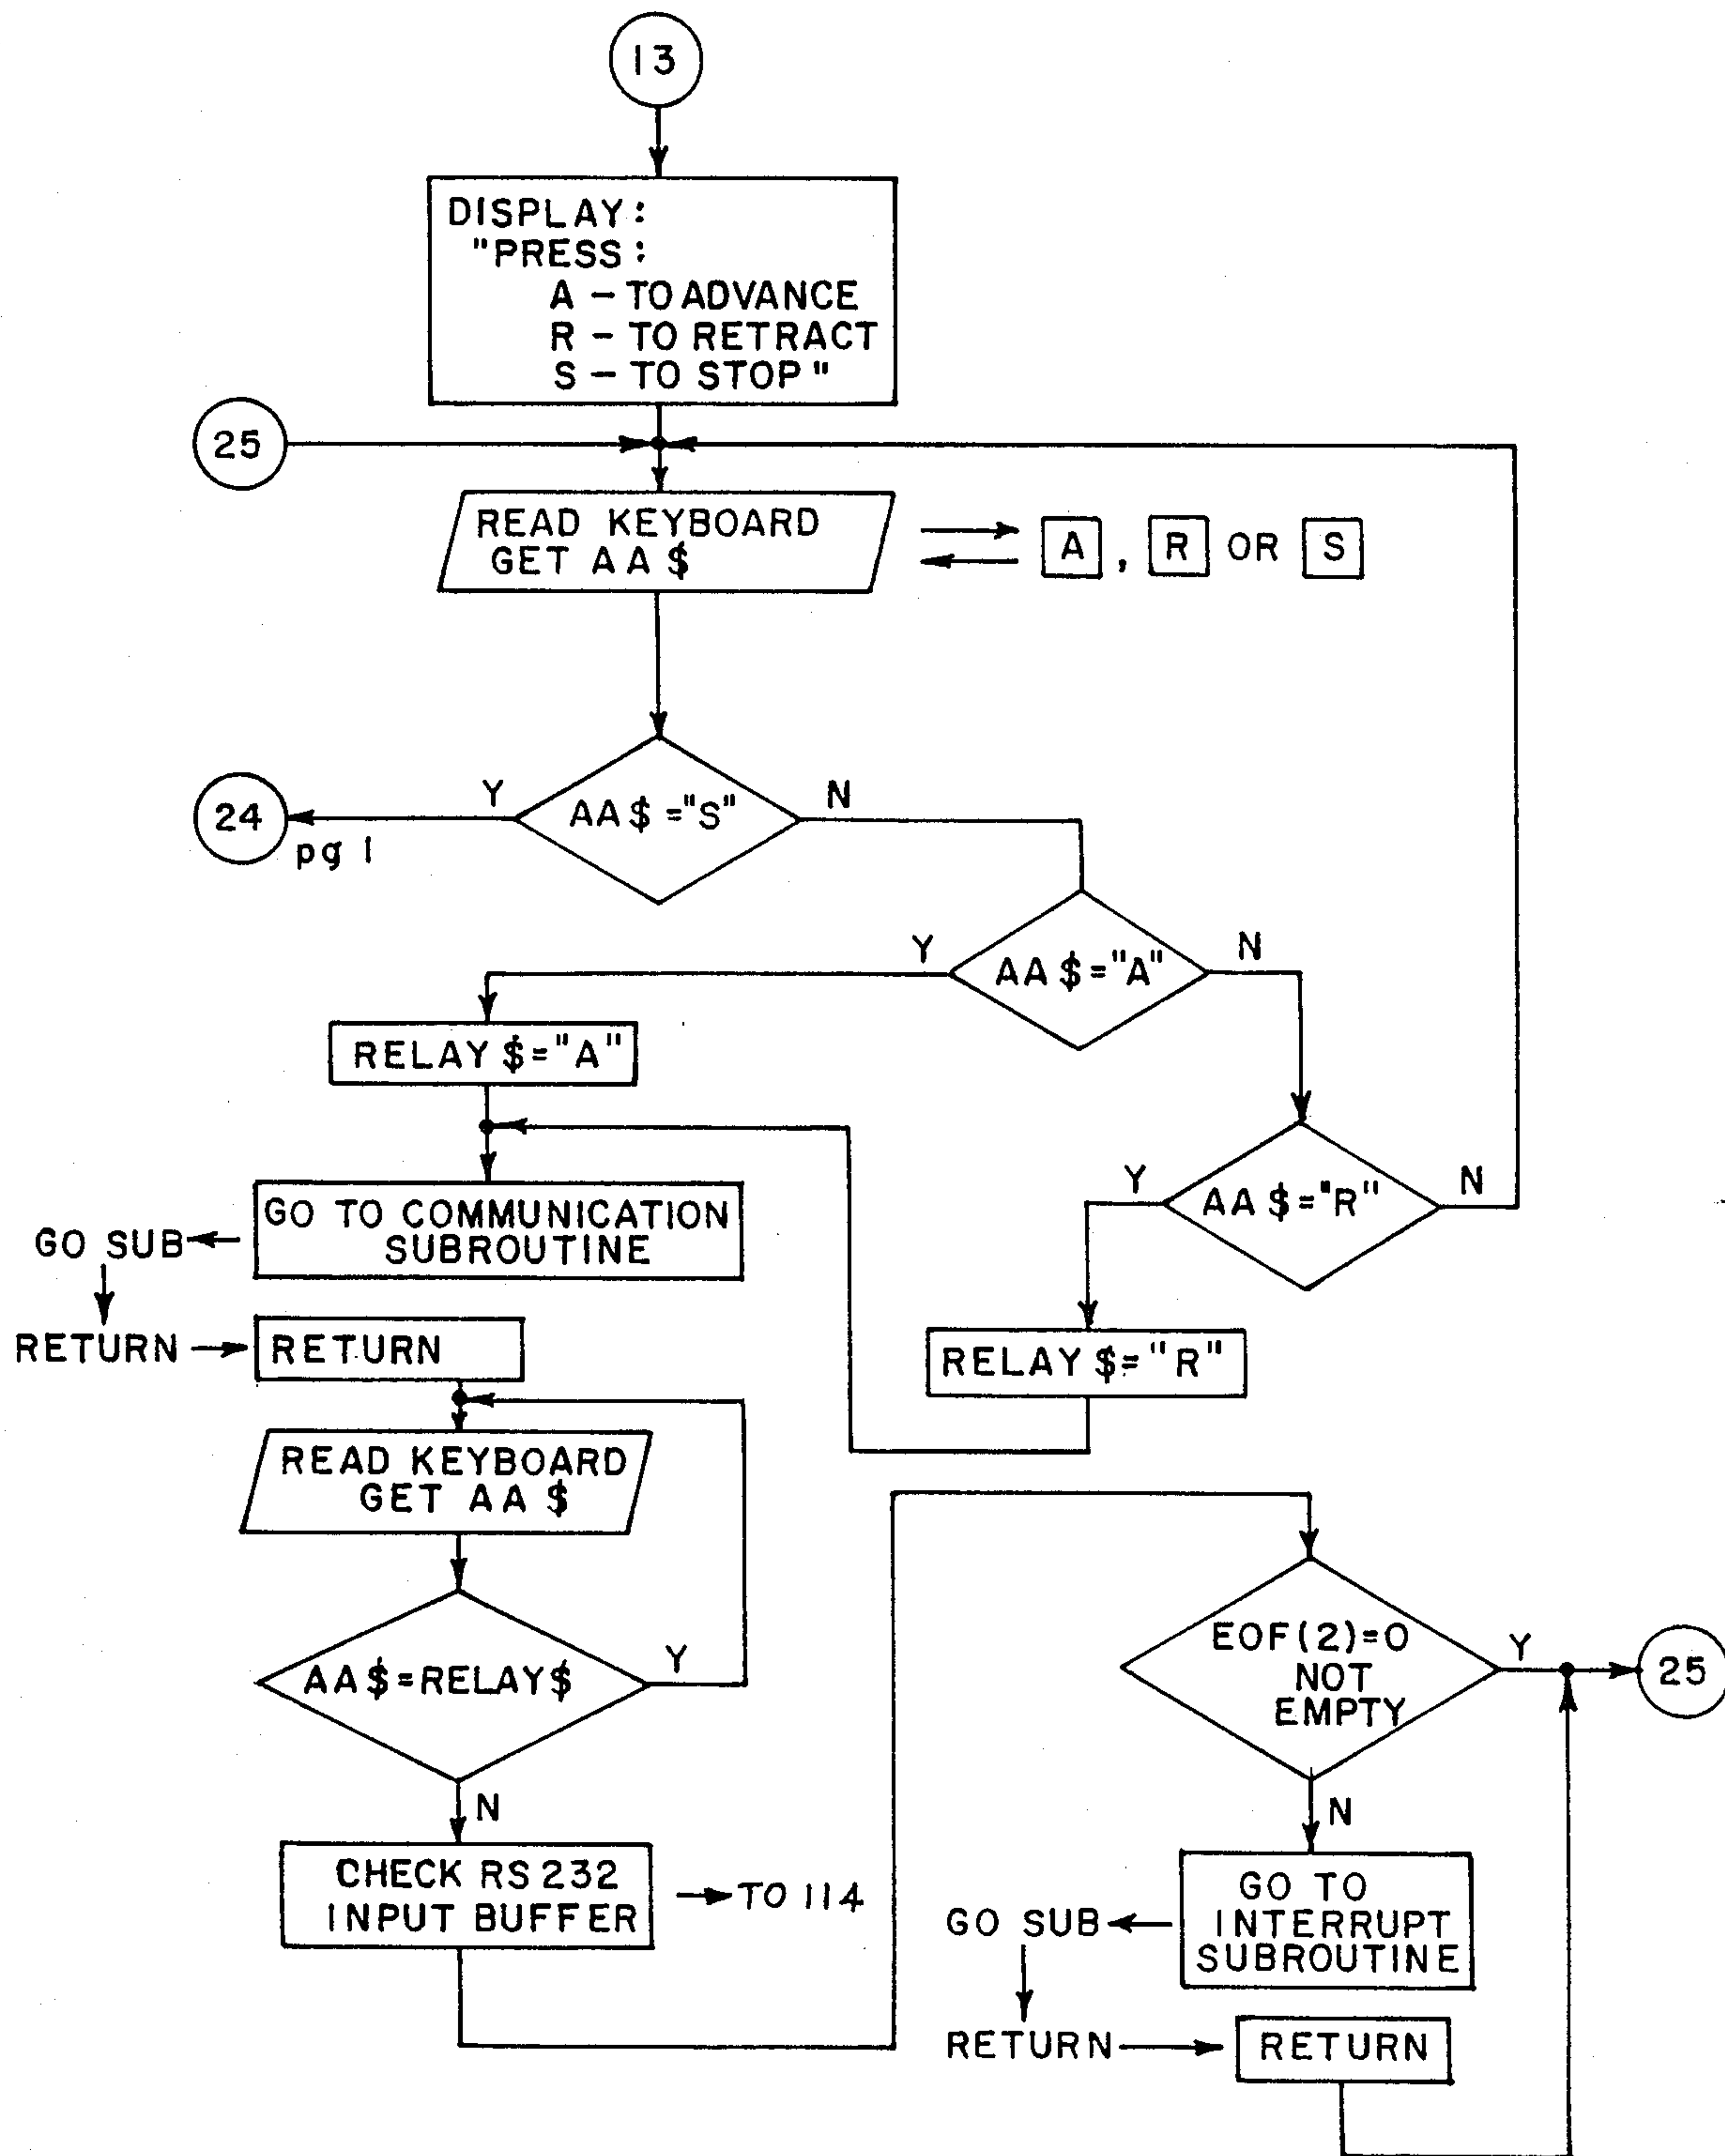 13
DISPLAY:
"PRESS:
A - TO ADVANCE
R - TO RETRACT
S - TO STOP"
25
READ KEYBOARD
GET AA$
A, R OR S
Y
AA$="S"
N
24
pg 1
Y
AA$="A"
N
RELAY$="A"
Y
AA$="R"
N
GO TO COMMUNICATION
SUBROUTINE
GO SUB
RETURN
RETURN
RELAY$="R"
READ KEYBOARD
GET AA$
AA$=RELAY$
Y
N
CHECK RS232
INPUT BUFFER
TO 114
EOF(2)=0
NOT
EMPTY
Y
25
N
GO TO
INTERRUPT
SUBROUTINE
GO SUB
RETURN
RETURN